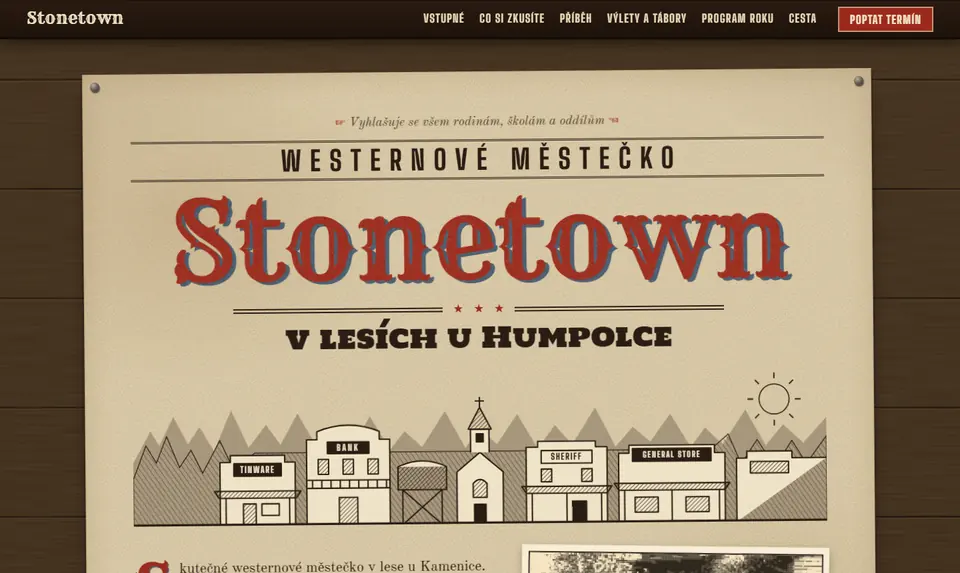 Stonetown
VSTUPNÉ CO SI ZKUSÍTE PŘÍBĚH VÝLETY A TÁBORY PROGRAM ROKU CESTA POPTAT TERMÍN
☞ Vyhlašuje se všem rodinám, školám a oddílům ☜
WESTERNOVÉ MĚSTEČKO
Stonetown
★ ★ ★
V LESÍCH U HUMPOLCE
TINWARE
BANK
SHERIFF
GENERAL STORE
Skutečné westernové městečko v lese u Kamenice.